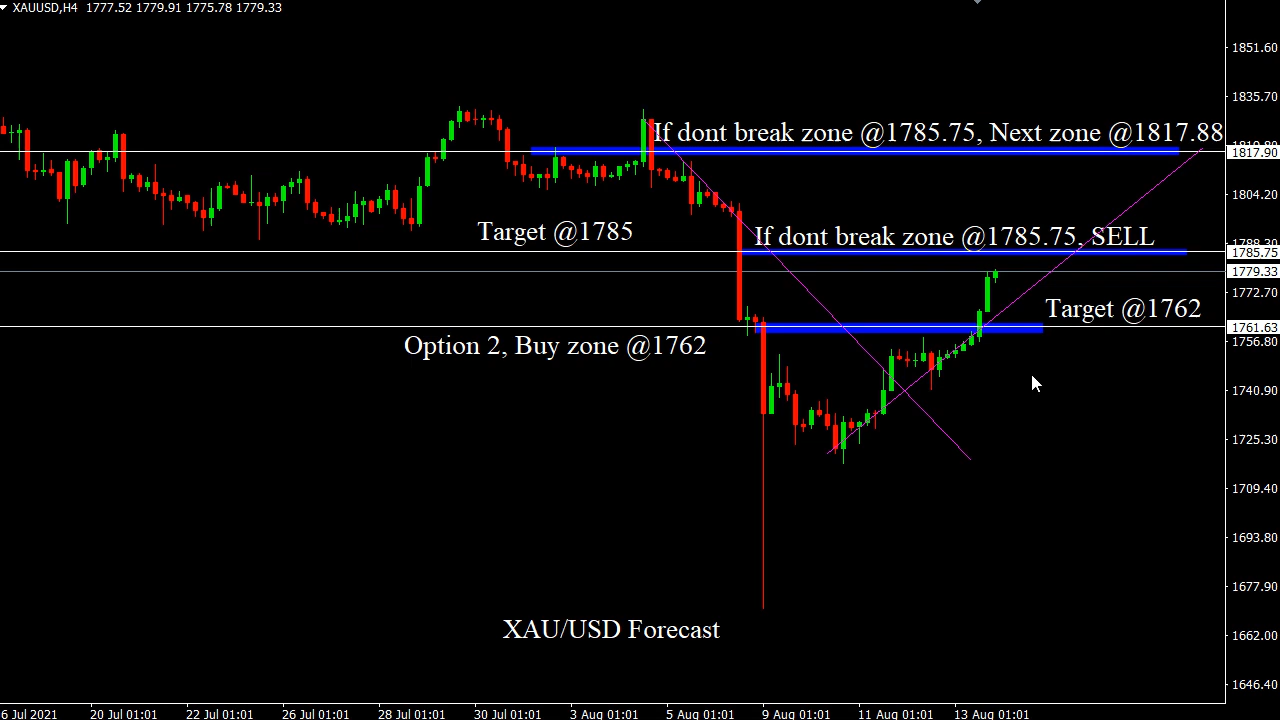 XAUUSD,H4 1777.52 1779.91 1775.78 1779.33
1851.60
1835.70
If dont break zone @1785.75, Next zone @1817.88
1817.90
1804.20
Target @1785
If dont break zone @1785.75, SELL
1788.20
1785.75
1779.33
1772.70
Target @1762
1761.63
Option 2, Buy zone @1762
1756.80
1740.90
1725.30
1709.40
1693.80
1677.90
XAU/USD Forecast
1662.00
1646.40
6 Jul 2021 20 Jul 01:01 22 Jul 01:01 26 Jul 01:01 28 Jul 01:01 30 Jul 01:01 3 Aug 01:01 5 Aug 01:01 9 Aug 01:01 11 Aug 01:01 13 Aug 01:01